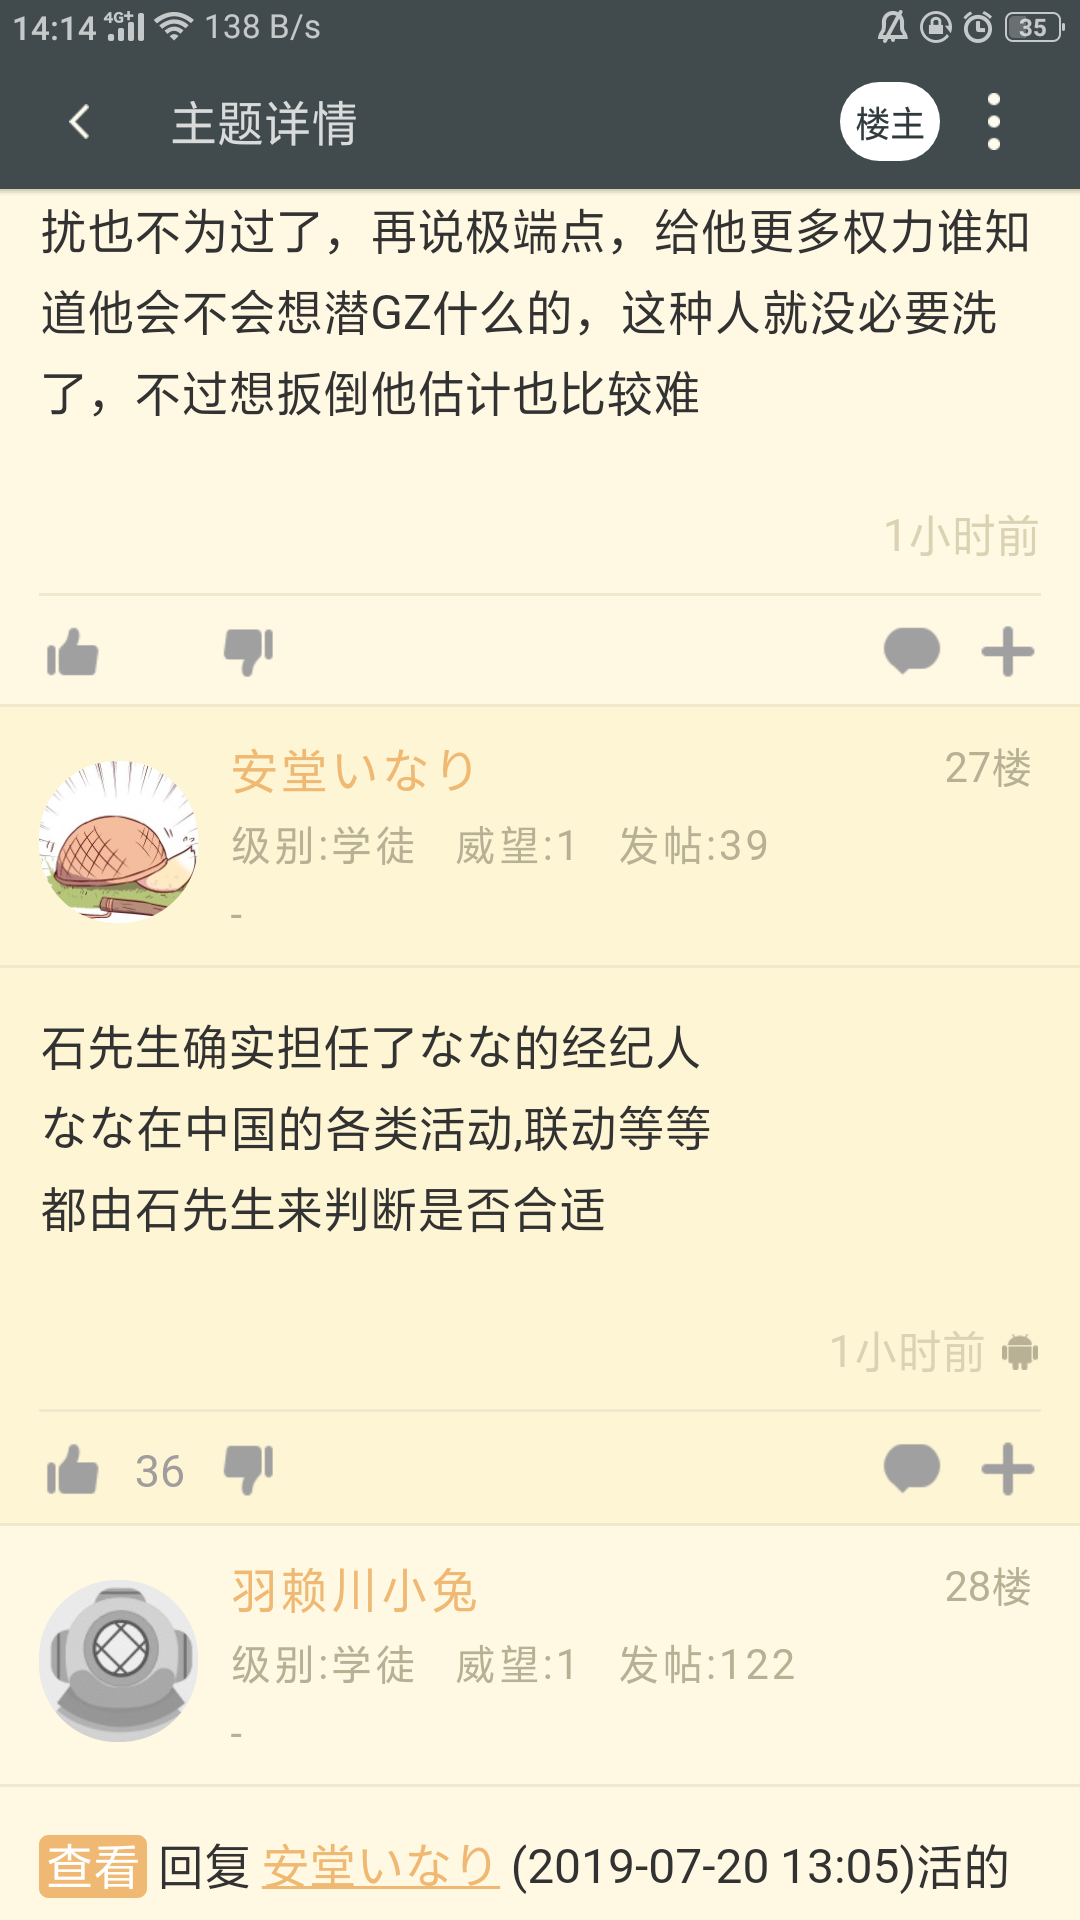 14:14 4G+ 138 B/s 35
主题详情 楼主
扰也不为过了，再说极端点，给他更多权力谁知
道他会不会想潜GZ什么的，这种人就没必要洗
了，不过想扳倒他估计也比较难
1小时前
安堂いなり 27楼
级别:学徒 威望:1 发帖:39
-
石先生确实担任了なな的经纪人
なな在中国的各类活动,联动等等
都由石先生来判断是否合适
1小时前
36
羽赖川小兔 28楼
级别:学徒 威望:1 发帖:122
-
查看 回复 安堂いなり (2019-07-20 13:05)活的